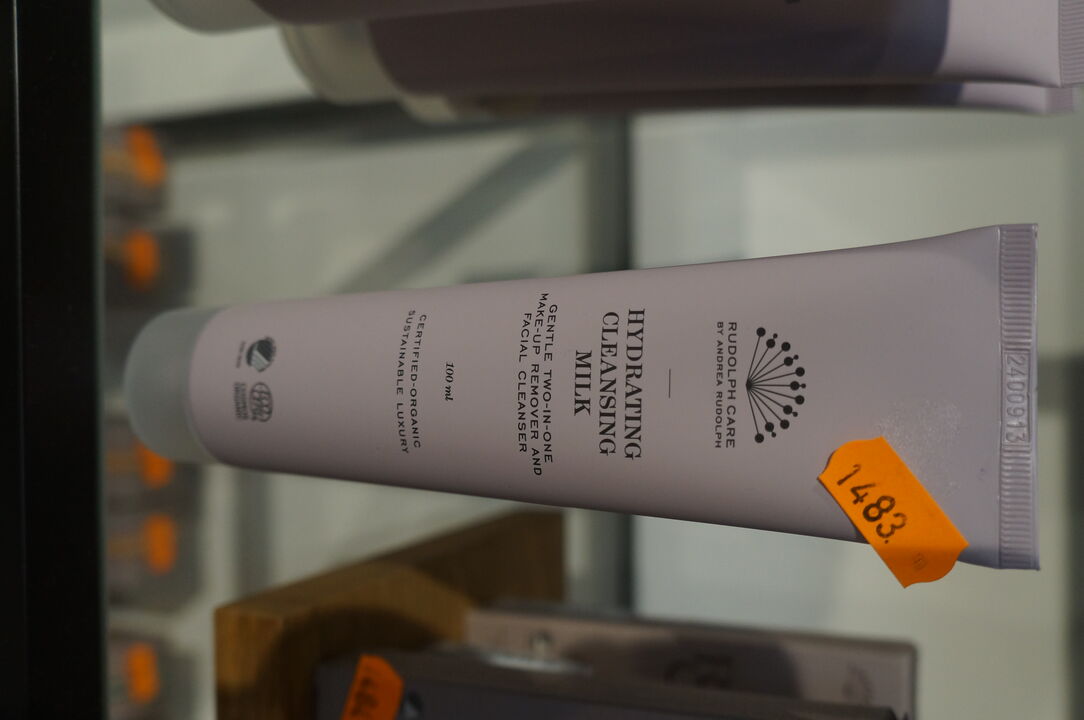 2400913
1483.
RUDOLPH CARE
BY ANDREA RUDOLPH
HYDRATING
CLEANSING
MILK
GENTLE TWO-IN-ONE
MAKE-UP REMOVER AND
FACIAL CLEANSER
100 ml
CERTIFIED-ORGANIC
SUSTAINABLE LUXURY